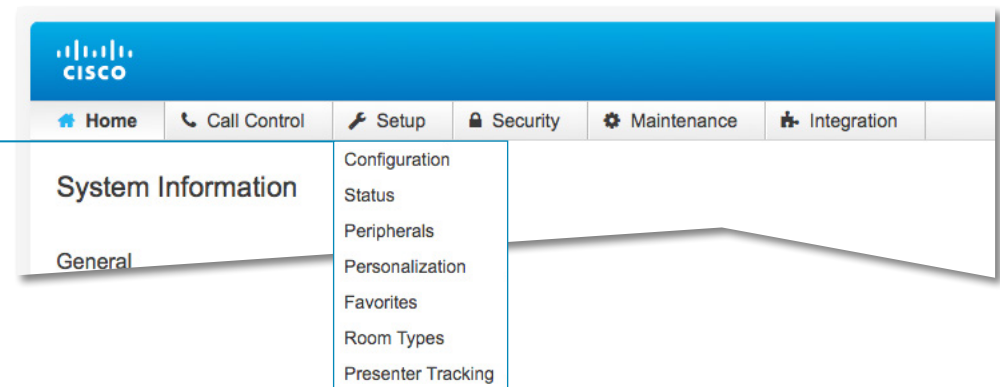 CISCO
Home Call Control Setup Security Maintenance Integration
System Information
General
Configuration
Status
Peripherals
Personalization
Favorites
Room Types
Presenter Tracking